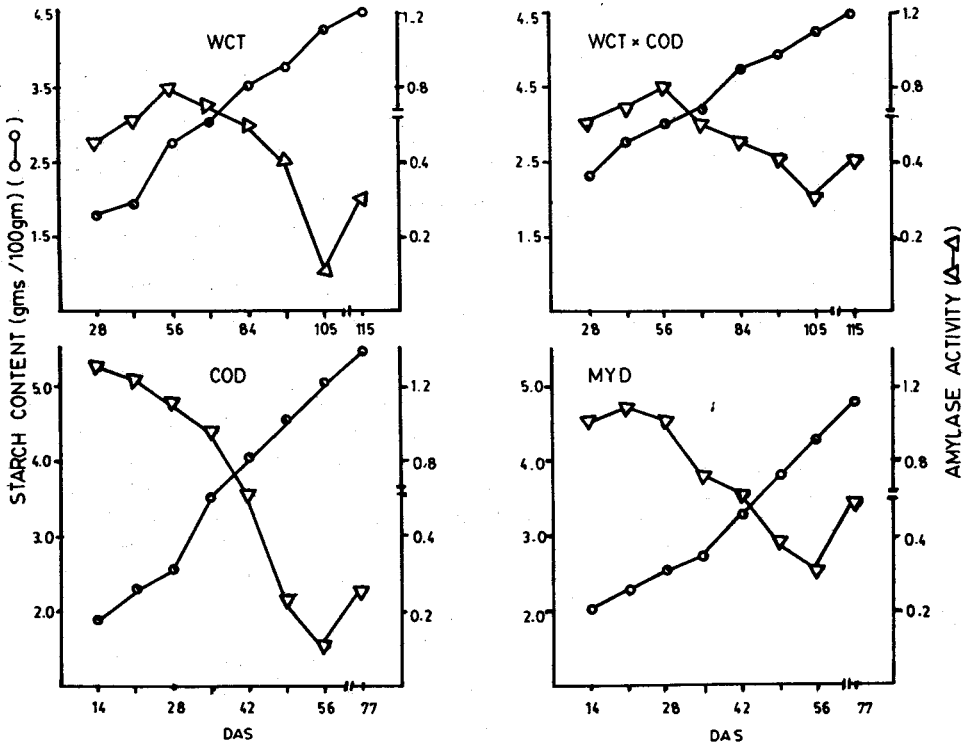 STARCH CONTENT (gms /100gm) (o—o)
WCT
4.5
3.5
2.5
1.5
1.2
0.8
0.4
0.2
28 56 84 105 115
WCT × COD
4.5
4.5
2.5
1.5
1.2
0.8
0.4
0.2
28 56 84 105 115
COD
5.0
4.0
3.0
2.0
1.2
0.8
0.4
0.2
14 28 42 56 77
DAS
MYD
5.0
4.0
3.0
2.0
1.2
0.8
0.4
0.2
14 28 42 56 77
DAS
AMYLASE ACTIVITY (Δ—Δ)